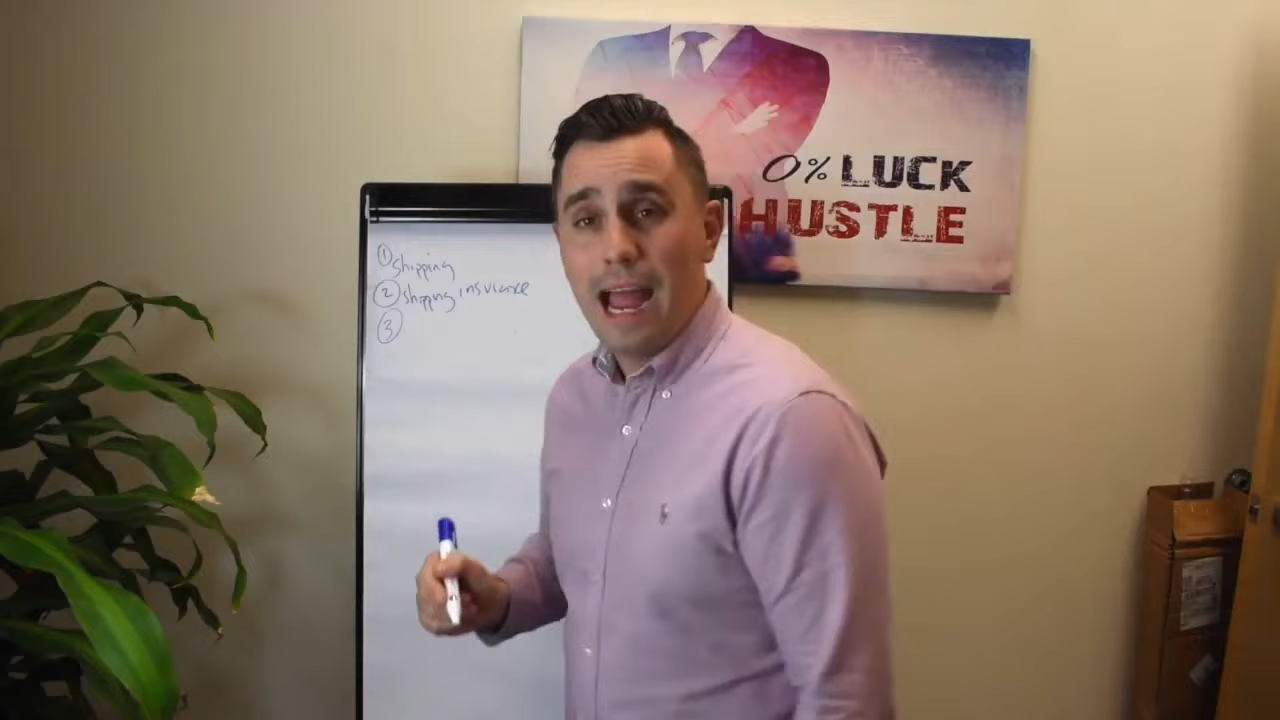 ① shipping
② shipping insurance
③
0% LUCK
HUSTLE